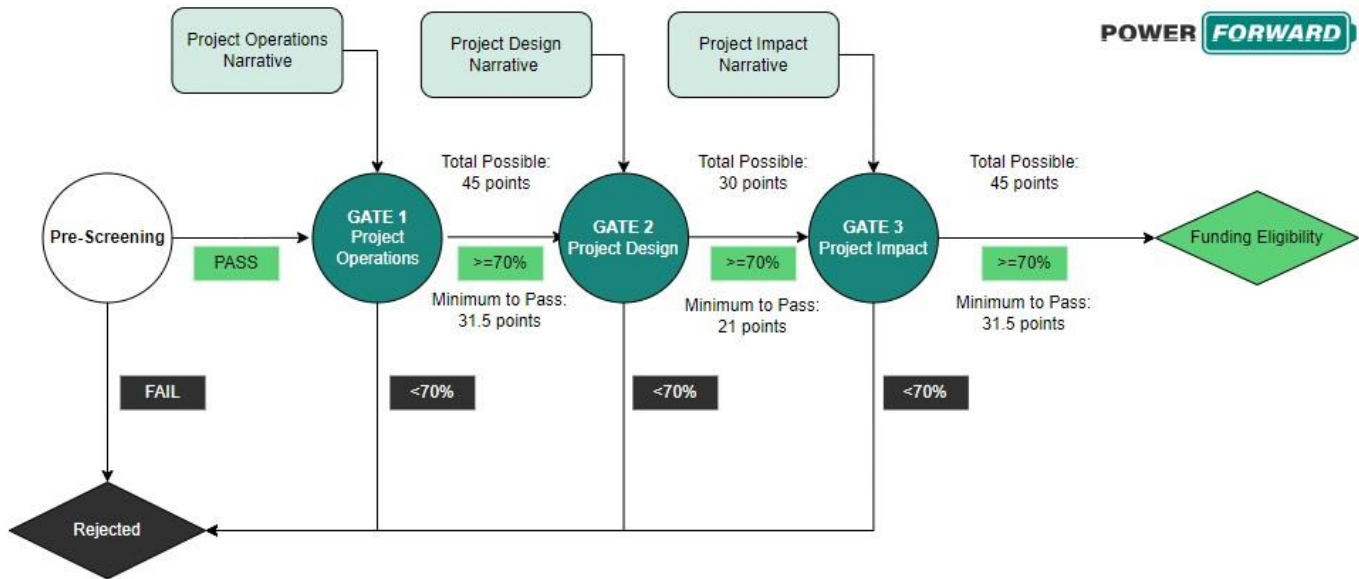 Project Operations
Narrative
Project Design
Narrative
Project Impact
Narrative
POWER FORWARD
Total Possible:
45 points
Total Possible:
30 points
Total Possible:
45 points
Pre-Screening
PASS
GATE 1
Project
Operations
>=70%
Minimum to Pass:
31.5 points
GATE 2
Project Design
>=70%
Minimum to Pass:
21 points
GATE 3
Project Impact
>=70%
Minimum to Pass:
31.5 points
Funding Eligibility
FAIL
<70%
<70%
<70%
Rejected